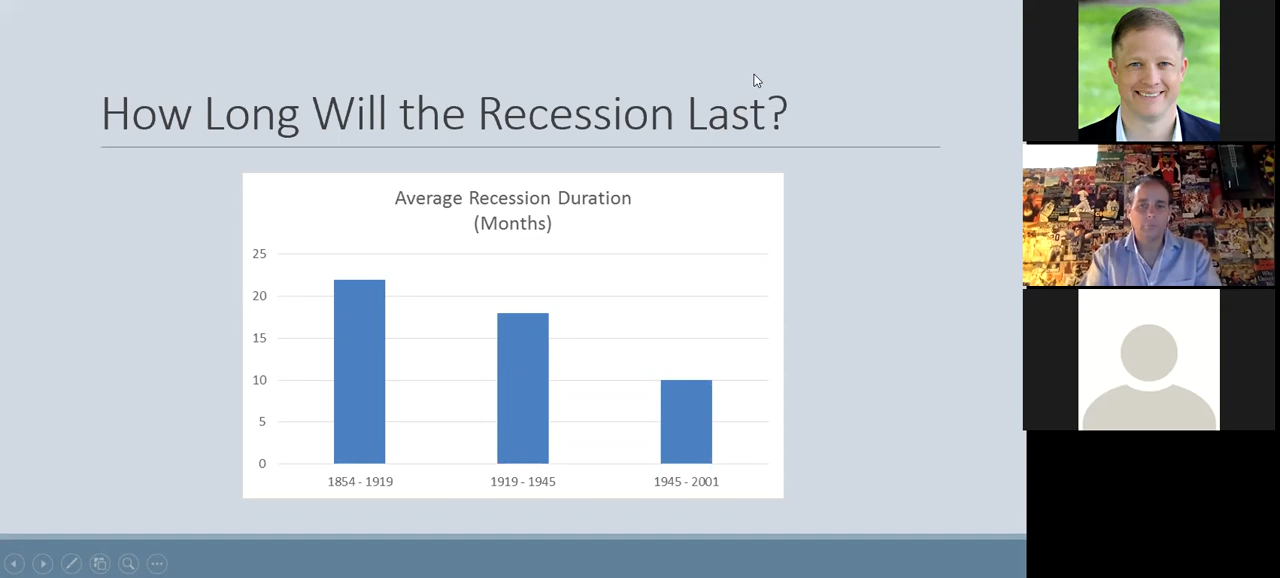 How Long Will the Recession Last?
Average Recession Duration
(Months)
25
20
15
10
5
0
1854 - 1919
1919 - 1945
1945 - 2001